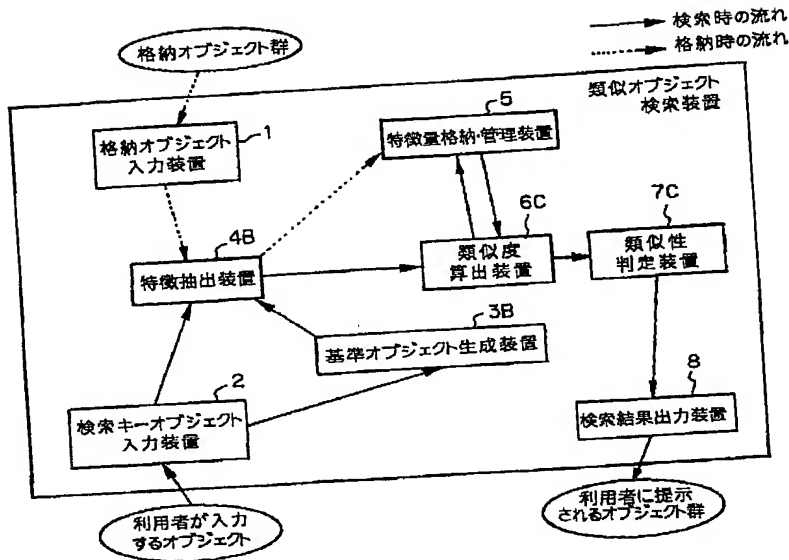 検索時の流れ
格納時の流れ
格納オブジェクト群
類似オブジェクト
検索装置
1
格納オブジェクト
入力装置
5
特徴量格納・管理装置
4B
特徴抽出装置
6C
類似度
算出装置
7C
類似性
判定装置
3B
基準オブジェクト生成装置
2
検索キーオブジェクト
入力装置
8
検索結果出力装置
利用者が入力
するオブジェクト
利用者に提示
されるオブジェクト群